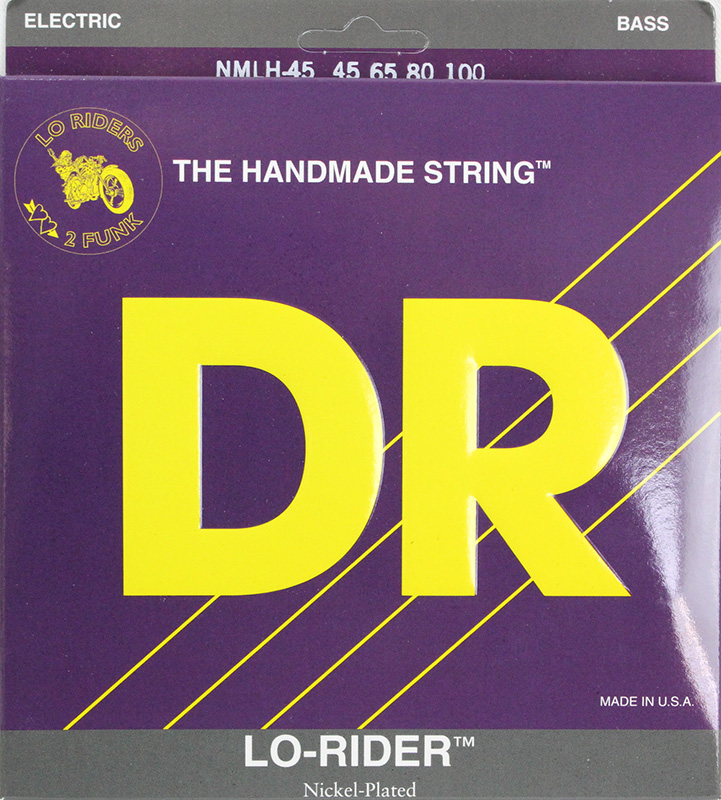 ELECTRIC BASS
NMLH-45 45 65 80 100
LO RIDERS
2 FUNK
THE HANDMADE STRING™
DR
MADE IN U.S.A.
LO-RIDER™
Nickel-Plated